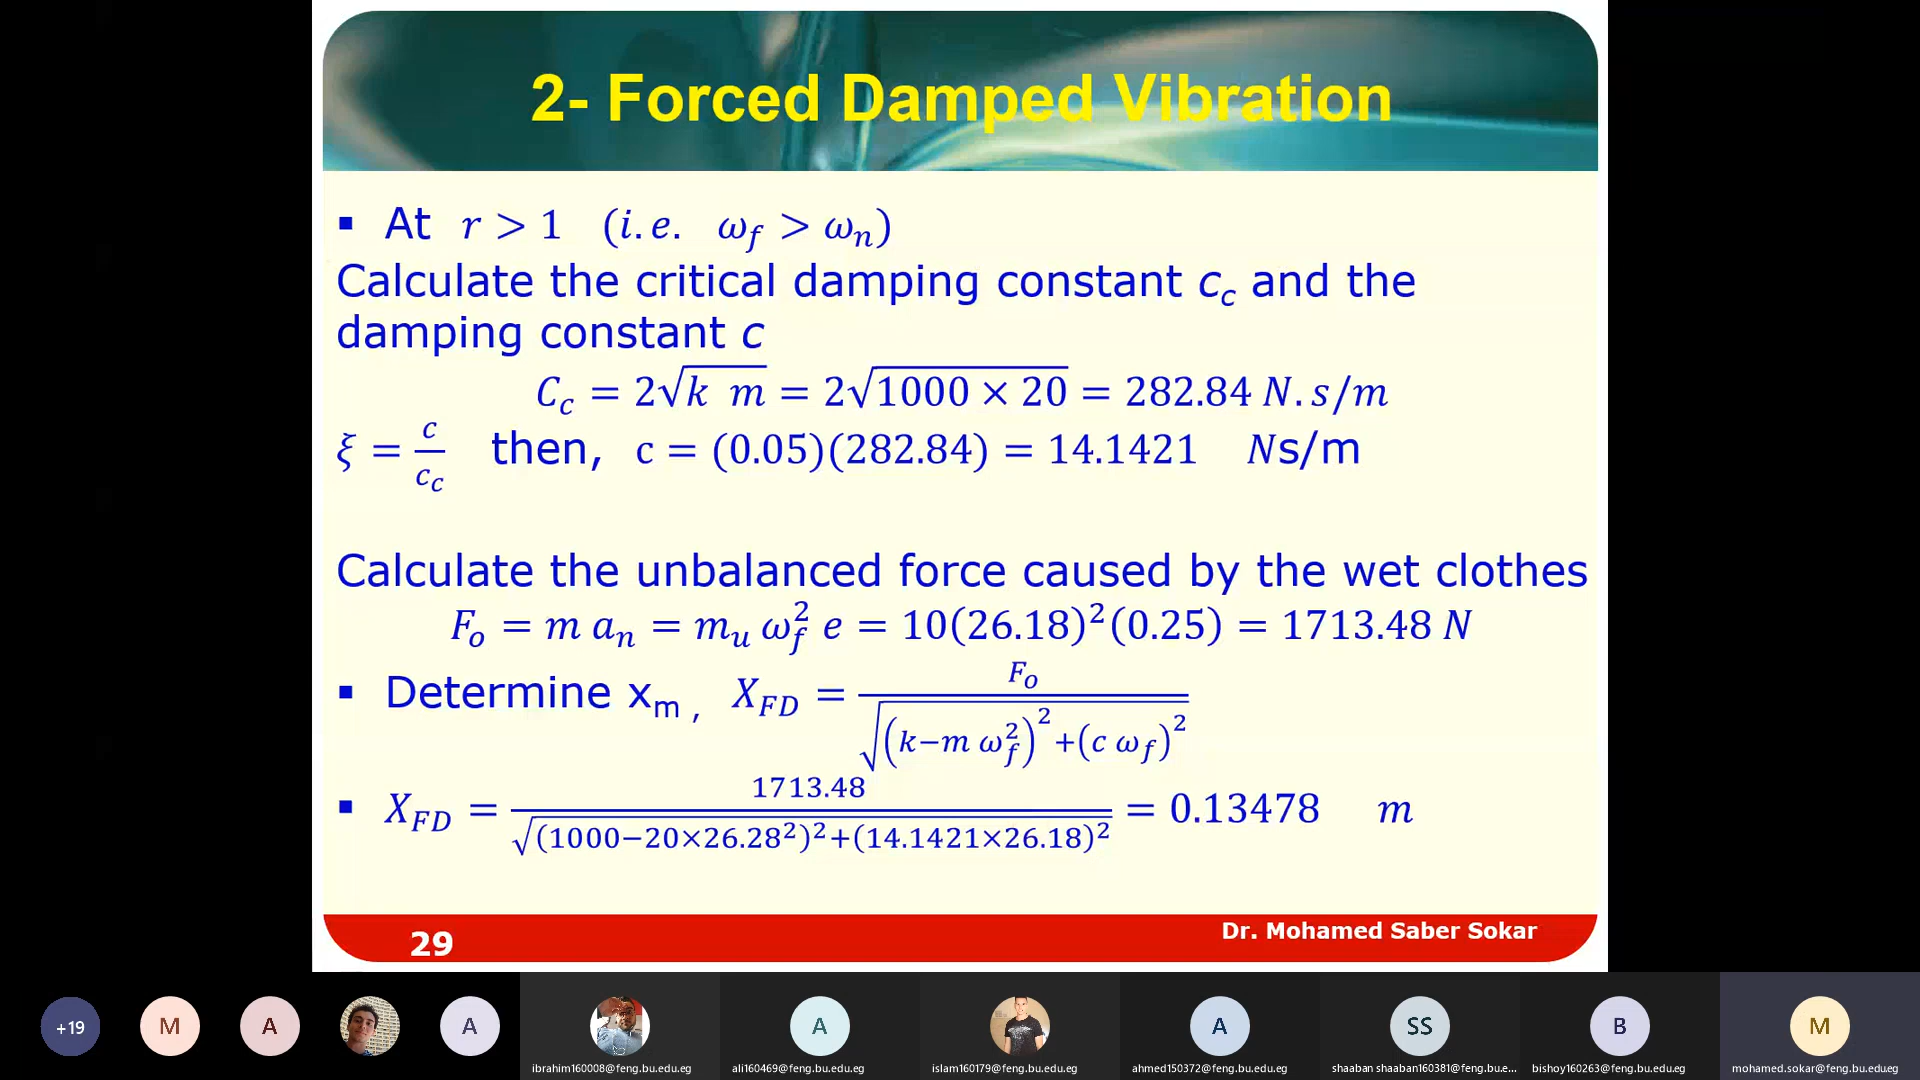 2- Forced Damped Vibration
▪ At r > 1 (i.e. ω_f > ω_n)
Calculate the critical damping constant c_c and the
damping constant c
C_c = 2√(k m) = 2√(1000 × 20) = 282.84 N.s/m
ξ = c/c_c then, c = (0.05)(282.84) = 14.1421 Ns/m
Calculate the unbalanced force caused by the wet clothes
F_o = m a_n = m_u ω_f^2 e = 10(26.18)^2(0.25) = 1713.48 N
▪ Determine x_m , X_FD = F_o/√((k−m ω_f^2)^2+(c ω_f)^2)
▪ X_FD = 1713.48/√((1000−20×26.28^2)^2+(14.1421×26.18)^2) = 0.13478 m
29
Dr. Mohamed Saber Sokar
+19 M A A A A SS B M
ibrahim160008@feng.bu.edu.eg ali160469@feng.bu.edu.eg islam160179@feng.bu.edu.eg ahmed150372@feng.bu.edu.eg shaaban shaaban160381@feng.bu.e... bishoy160263@feng.bu.edu.eg mohamed.sokar@feng.bu.edu.eg